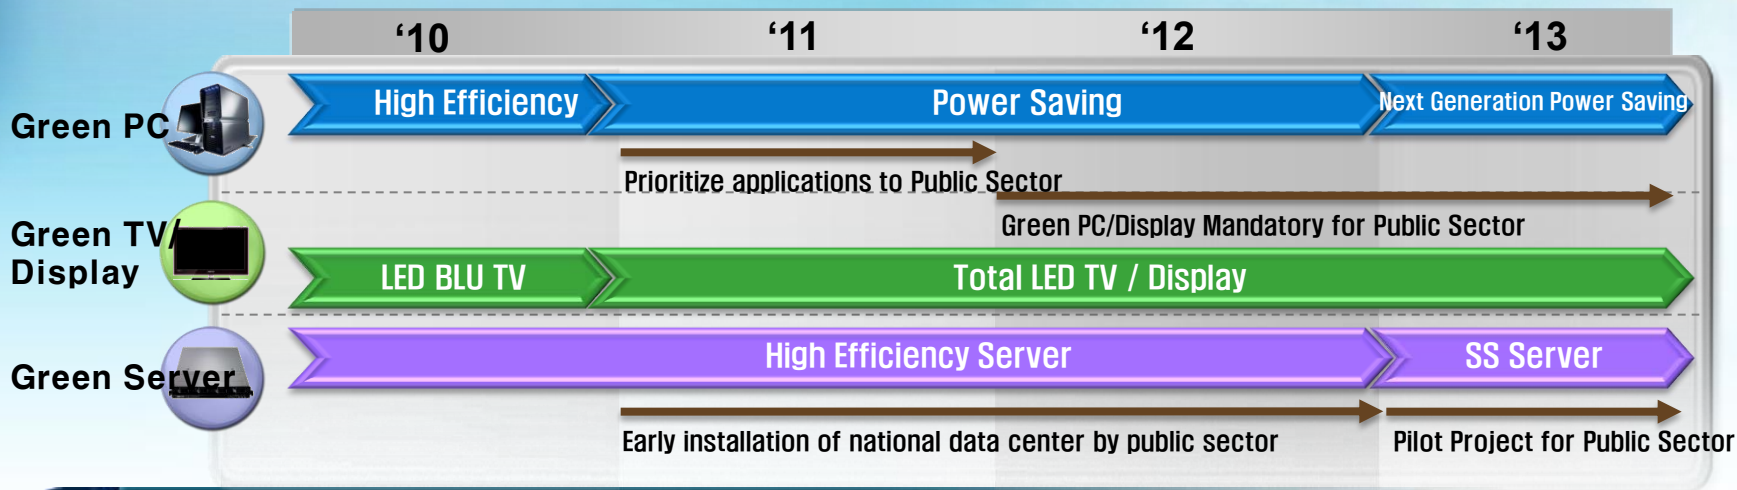 ‘10 ‘11 ‘12 ‘13
Green PC
High Efficiency
Power Saving
Next Generation Power Saving
Prioritize applications to Public Sector
Green PC/Display Mandatory for Public Sector
Green TV/
Display
LED BLU TV
Total LED TV / Display
Green Server
High Efficiency Server
SS Server
Early installation of national data center by public sector
Pilot Project for Public Sector